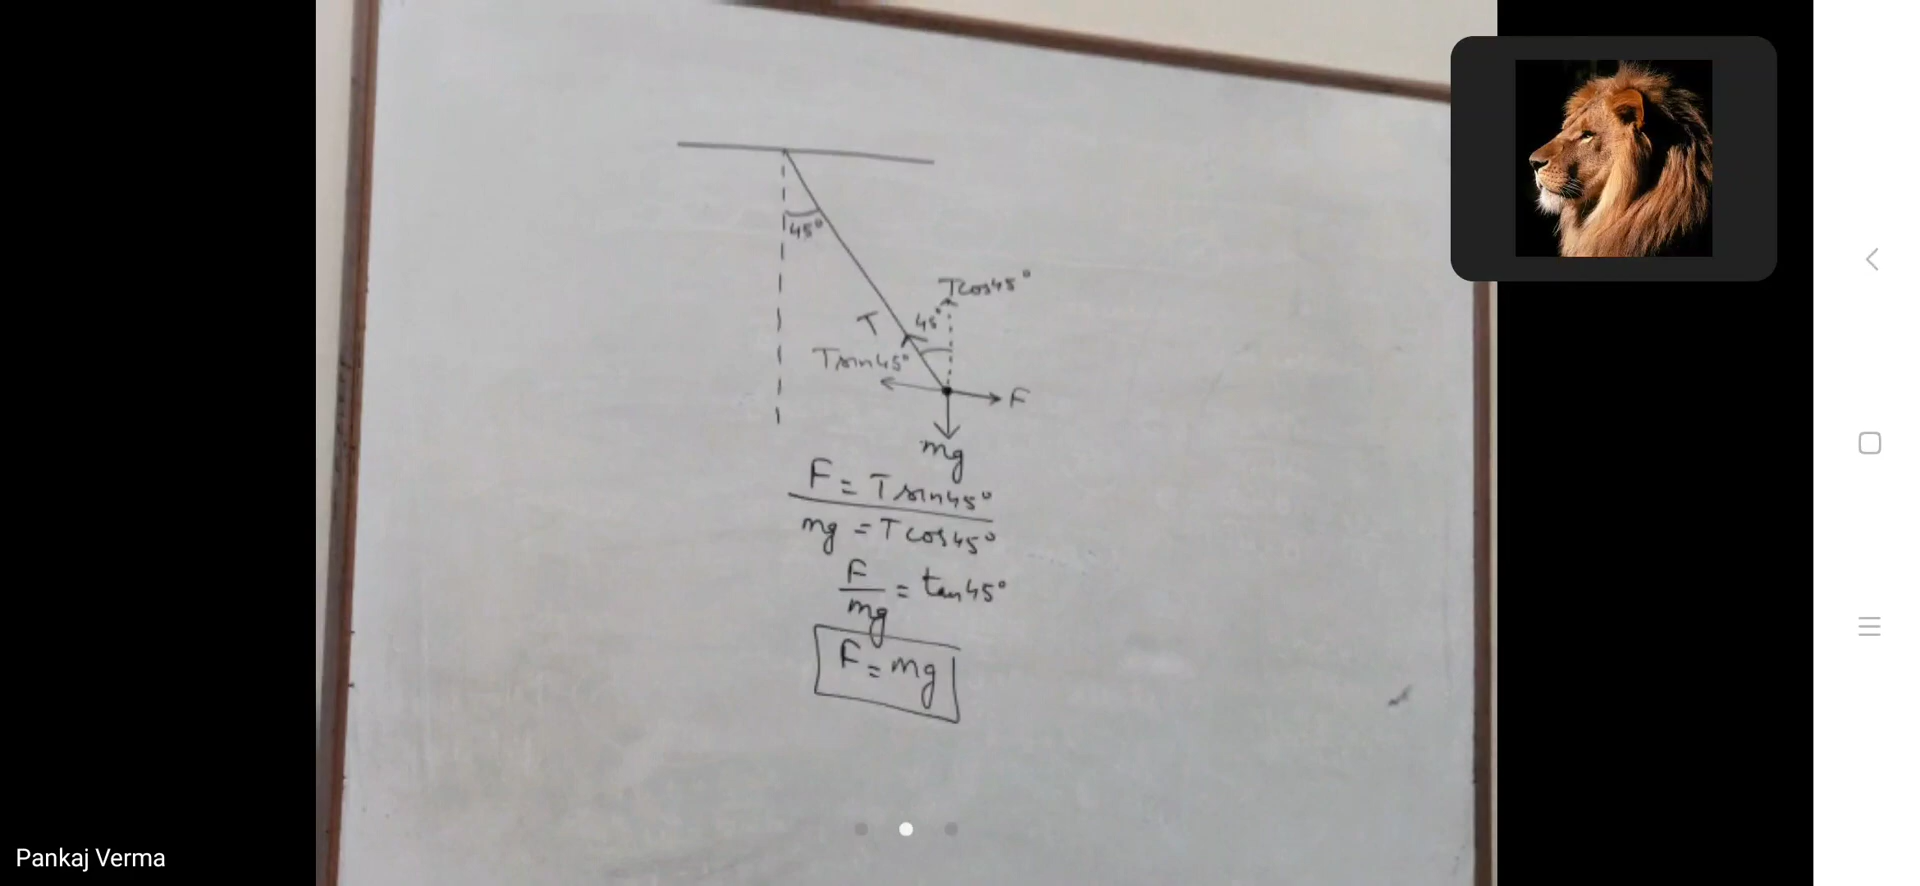 45°
Tcos45°
45°
T
Tsin45°
F
mg
F = Tsin45°
mg = Tcos45°
F
mg = tan45°
F = mg
Pankaj Verma